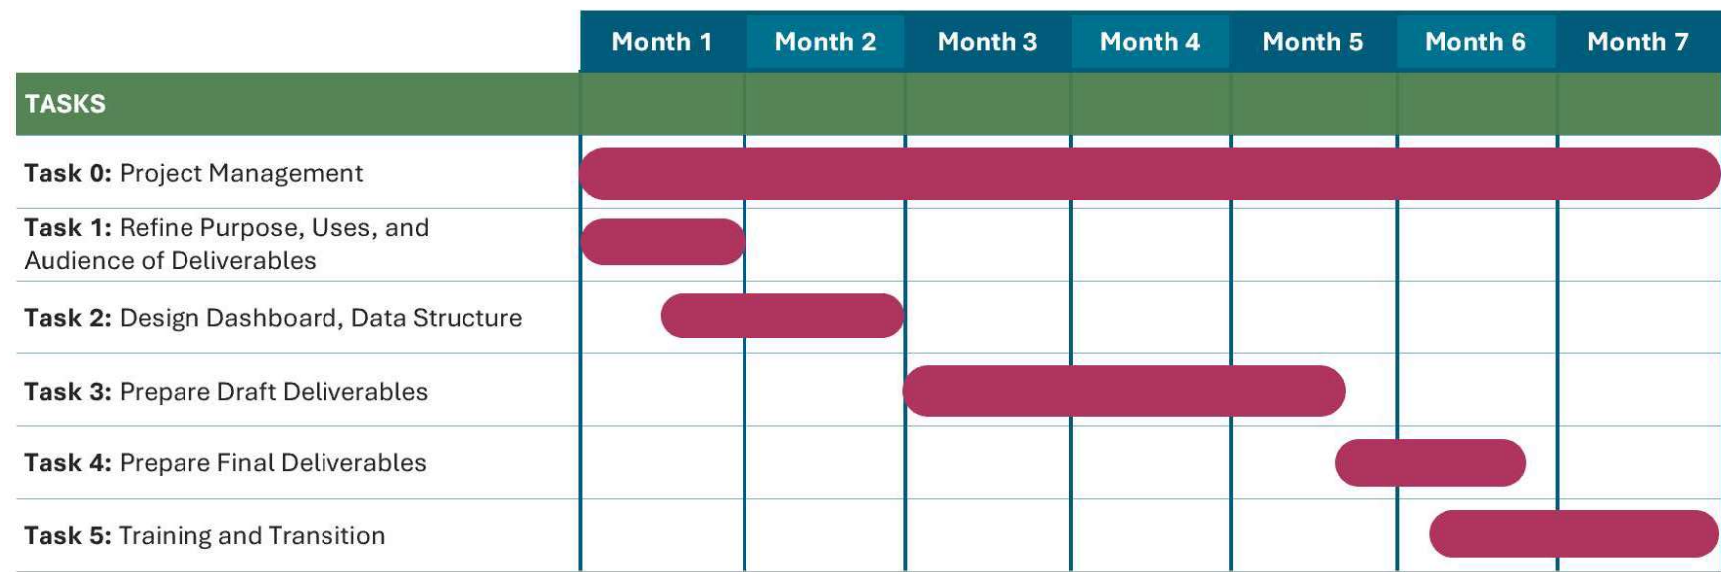 Month 1 Month 2 Month 3 Month 4 Month 5 Month 6 Month 7
TASKS
Task 0: Project Management
Task 1: Refine Purpose, Uses, and
Audience of Deliverables
Task 2: Design Dashboard, Data Structure
Task 3: Prepare Draft Deliverables
Task 4: Prepare Final Deliverables
Task 5: Training and Transition